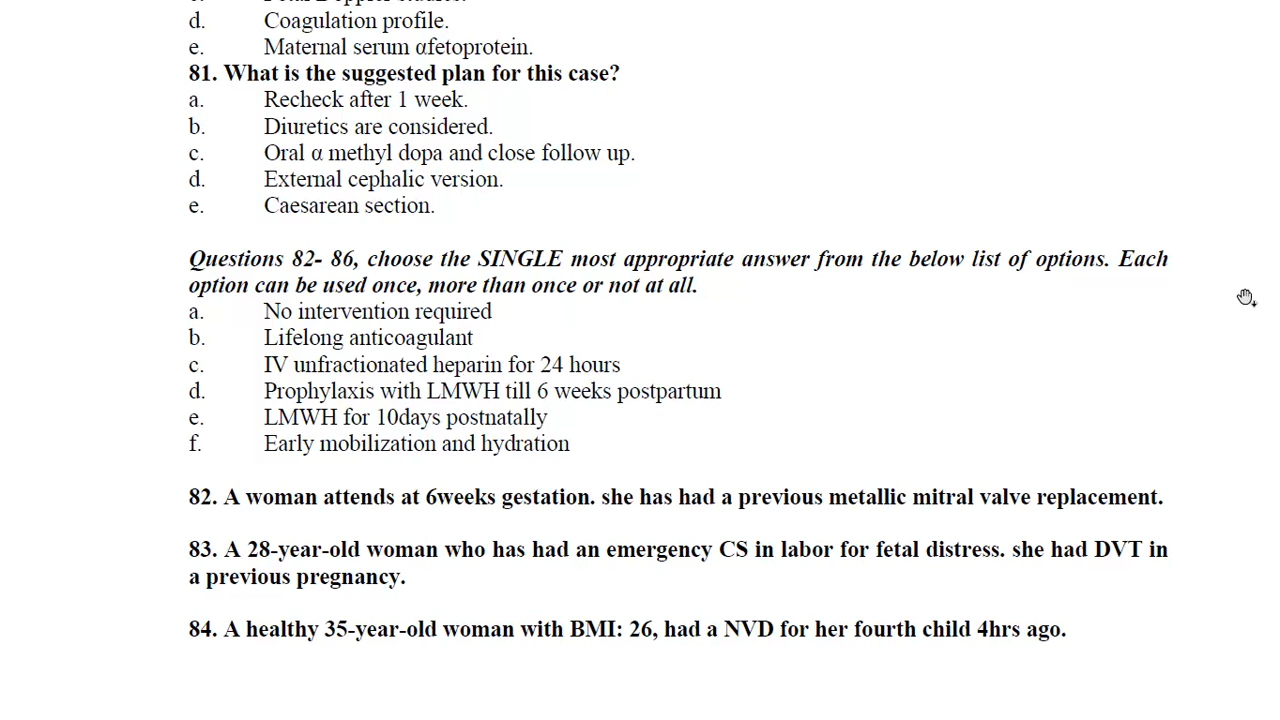 d. Coagulation profile.
e. Maternal serum αfetoprotein.
81. What is the suggested plan for this case?
a. Recheck after 1 week.
b. Diuretics are considered.
c. Oral α methyl dopa and close follow up.
d. External cephalic version.
e. Caesarean section.
Questions 82- 86, choose the SINGLE most appropriate answer from the below list of options. Each
option can be used once, more than once or not at all.
a. No intervention required
b. Lifelong anticoagulant
c. IV unfractionated heparin for 24 hours
d. Prophylaxis with LMWH till 6 weeks postpartum
e. LMWH for 10days postnatally
f. Early mobilization and hydration
82. A woman attends at 6weeks gestation. she has had a previous metallic mitral valve replacement.
83. A 28-year-old woman who has had an emergency CS in labor for fetal distress. she had DVT in
a previous pregnancy.
84. A healthy 35-year-old woman with BMI: 26, had a NVD for her fourth child 4hrs ago.